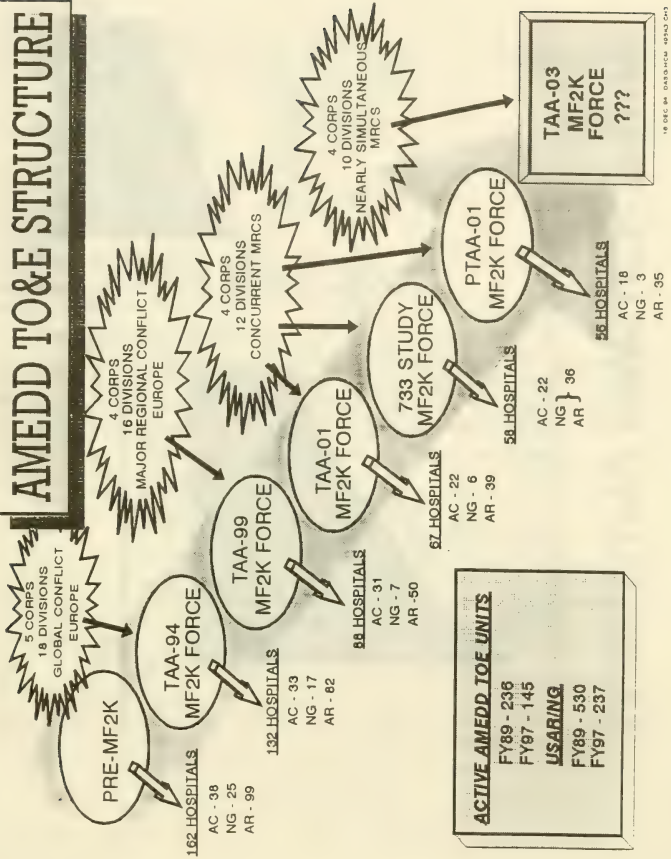 AMEDD TO&E STRUCTURE
5 CORPS
18 DIVISIONS
GLOBAL CONFLICT
EUROPE
4 CORPS
16 DIVISIONS
MAJOR REGIONAL CONFLICT
EUROPE
4 CORPS
12 DIVISIONS
CONCURRENT MRCS
4 CORPS
10 DIVISIONS
NEARLY SIMULTANEOUS
MRCS
PRE-MF2K
162 HOSPITALS
AC - 38
NG - 25
AR - 99
TAA-94
MF2K FORCE
132 HOSPITALS
AC - 33
NG - 17
AR - 82
TAA-99
MF2K FORCE
88 HOSPITALS
AC - 31
NG - 7
AR -50
TAA-01
MF2K FORCE
67 HOSPITALS
AC - 22
NG - 6
AR - 39
733 STUDY
MF2K FORCE
58 HOSPITALS
AC - 22
NG } 36
AR
PTAA-01
MF2K FORCE
56 HOSPITALS
AC - 18
NG - 3
AR - 35
TAA-03
MF2K
FORCE
???
ACTIVE AMEDD TOE UNITS
FY89 - 236
FY97 - 145
USARING
FY89 - 530
FY97 - 237
DEC 94 DASG-HCM